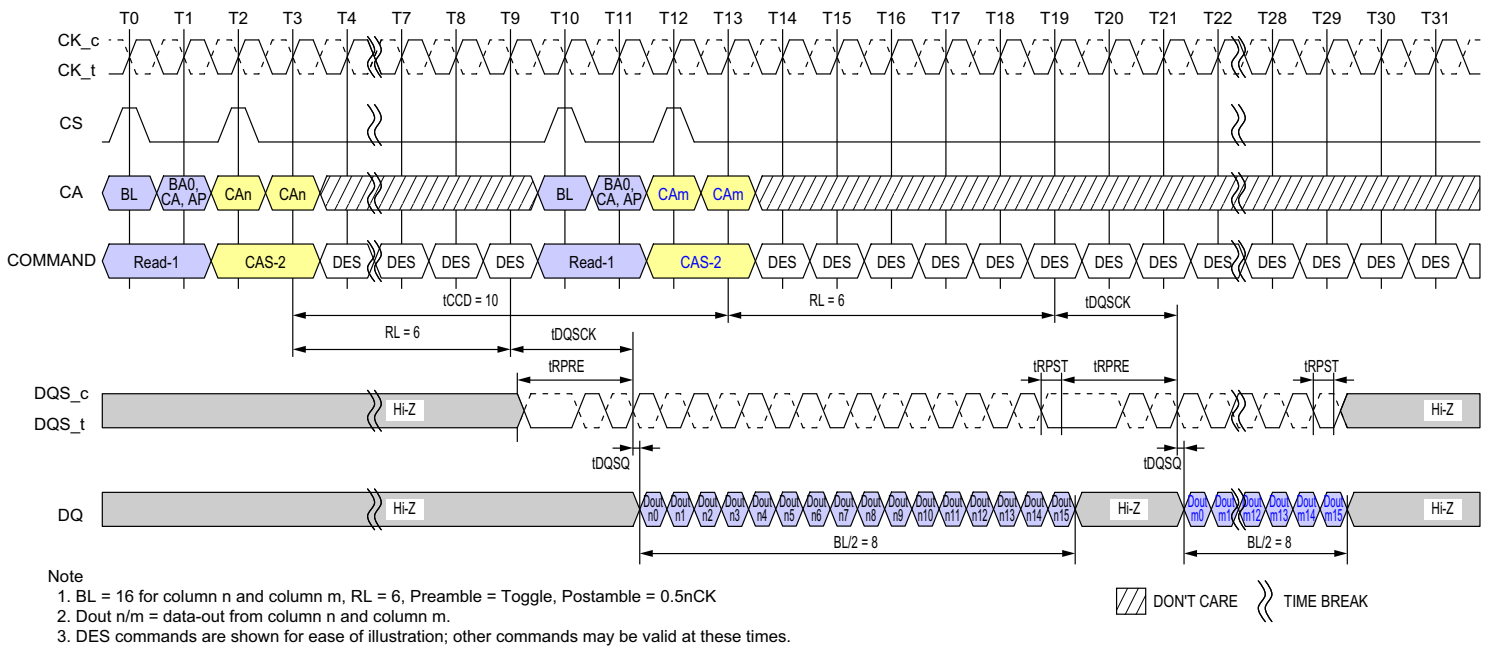 T0 T1 T2 T3 T4 T7 T8 T9 T10 T11 T12 T13 T14 T15 T16 T17 T18 T19 T20 T21 T22 T28 T29 T30 T31
CK_c
CK_t
CS
CA BL BA0, CA, AP CAn CAn BL BA0, CA, AP CAm CAm
COMMAND Read-1 CAS-2 DES DES DES DES Read-1 CAS-2 DES DES DES DES DES DES DES DES DES DES DES DES DES
tCCD = 10 RL = 6 tDQSCK
RL = 6 tDQSCK
tRPRE tRPST tRPRE tRPST
DQS_c
DQS_t
Hi-Z Hi-Z
tDQSQ tDQSQ
DQ Hi-Z Dout n0 Dout n1 Dout n2 Dout n3 Dout n4 Dout n5 Dout n6 Dout n7 Dout n8 Dout n9 Dout n10 Dout n11 Dout n12 Dout n13 Dout n14 Dout n15 Hi-Z Dout m0 Dout m1 Dout m12 Dout m13 Dout m14 Dout m15 Hi-Z
BL/2 = 8 BL/2 = 8
Note
1. BL = 16 for column n and column m, RL = 6, Preamble = Toggle, Postamble = 0.5nCK
2. Dout n/m = data-out from column n and column m.
3. DES commands are shown for ease of illustration; other commands may be valid at these times.
DON'T CARE TIME BREAK